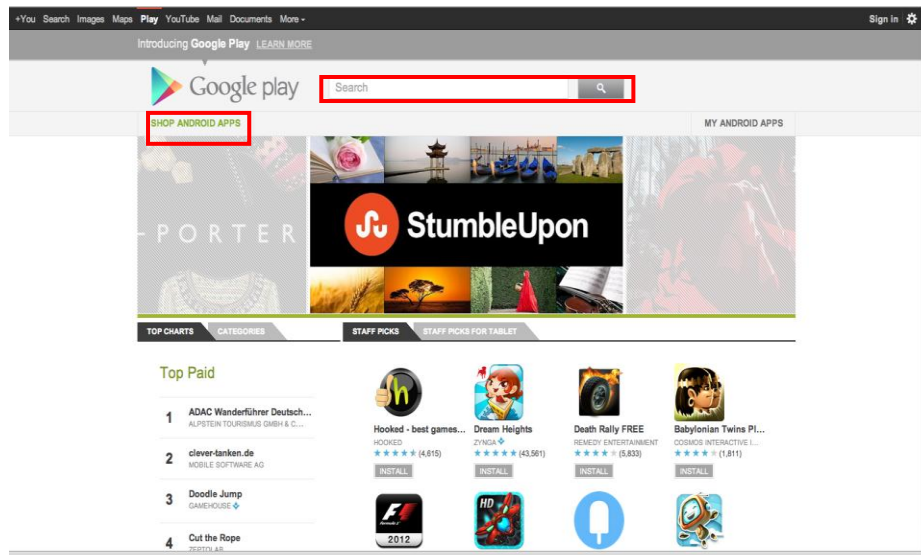 +You Search Images Maps Play YouTube Mail Documents More Sign in
Introducing Google Play LEARN MORE
Google play Search
SHOP ANDROID APPS MY ANDROID APPS
-PORTER
StumbleUpon
TOP CHARTS CATEGORIES STAFF PICKS STAFF PICKS FOR TABLET
Top Paid
1 ADAC Wanderführer Deutsch...
ALPSTEIN TOURISMUS GMBH & C...
2 clever-tanken.de
MOBILE SOFTWARE AG
3 Doodle Jump
GAMEHOUSE
4 Cut the Rope
ZEPTOLAB
h
Hooked - best games...
HOOKED
(4,615)
INSTALL
Dream Heights
ZYNGA
(43,561)
INSTALL
Death Rally FREE
REMEDY ENTERTAINMENT
(5,833)
INSTALL
Babylonian Twins Pl...
COSMOS INTERACTIVE I...
(1,811)
INSTALL
F1
Formula 1
2012
HD